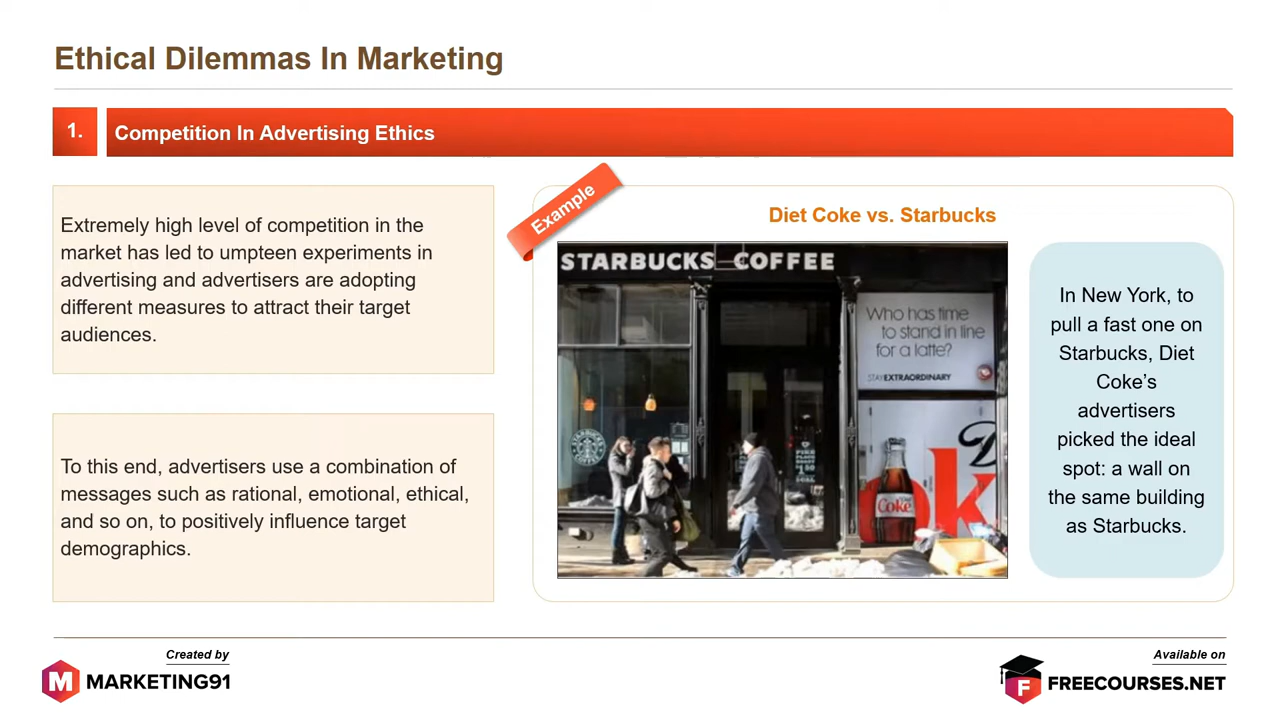 Ethical Dilemmas In Marketing
1.
Competition In Advertising Ethics
Extremely high level of competition in the
market has led to umpteen experiments in
advertising and advertisers are adopting
different measures to attract their target
audiences.
To this end, advertisers use a combination of
messages such as rational, emotional, ethical,
and so on, to positively influence target
demographics.
Example
Diet Coke vs. Starbucks
STARBUCKS COFFEE
Who has time
to stand in line
for a latte?
STAYEXTRAORDINARY
PIKE
PLACE
ROAST
Coke
In New York, to
pull a fast one on
Starbucks, Diet
Coke’s
advertisers
picked the ideal
spot: a wall on
the same building
as Starbucks.
Created by
M MARKETING91
Available on
F FREECOURSES.NET